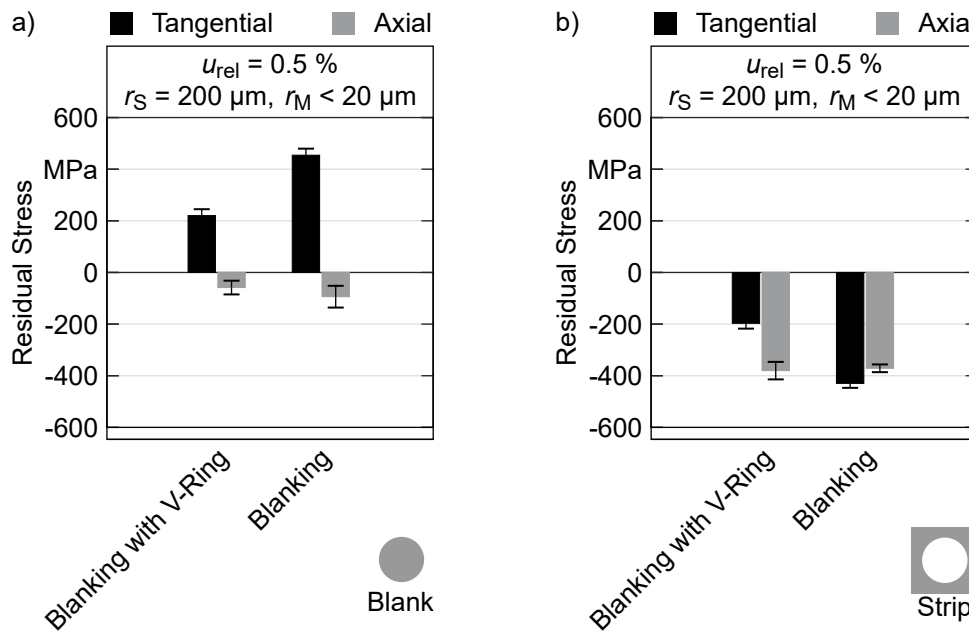 a)
Tangential
Axial
u_rel = 0.5 %
r_S = 200 µm, r_M < 20 µm
600
MPa
200
0
-200
-400
-600
Residual Stress
Blanking with V-Ring
Blanking
Blank
b)
Tangential
Axial
u_rel = 0.5 %
r_S = 200 µm, r_M < 20 µm
600
MPa
200
0
-200
-400
-600
Residual Stress
Blanking with V-Ring
Blanking
Strip